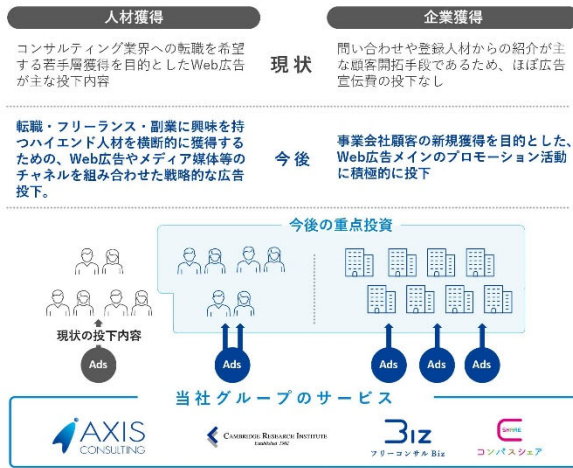 人材獲得
企業獲得
コンサルティング業界への転職を希望
する若手層獲得を目的としたWeb広告
が主な投下内容
現状
問い合わせや登録人材からの紹介が主
な顧客開拓手段であるため、ほぼ広告
宣伝費の投下なし
転職・フリーランス・副業に興味を持
つハイエンド人材を横断的に獲得する
ための、Web広告やメディア媒体等の
チャネルを組み合わせた戦略的な広告
投下。
今後
事業会社顧客の新規獲得を目的とした、
Web広告メインのプロモーション活動
に積極的に投下
今後の重点投資
現状の投下内容
Ads
Ads
Ads
Ads
Ads
当社グループのサービス
AXIS
CONSULTING
CAMBRIDGE RESEARCH INSTITUTE
Established 1982
Biz
フリーコンサルBiz
SHARE
コンパスシェア